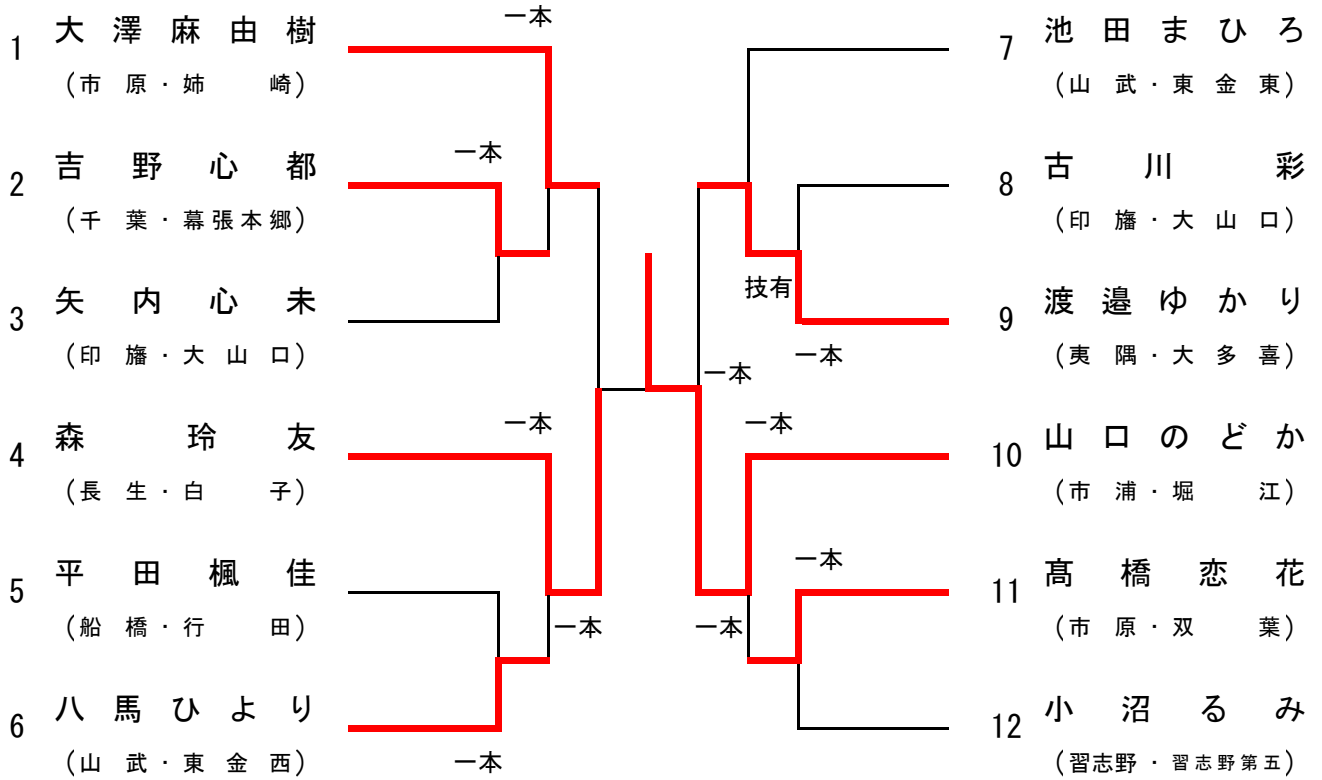 1 大澤麻由樹
（市原・姉崎）
一本
2 吉野心都
（千葉・幕張本郷）
一本
3 矢内心未
（印旛・大山口）
4 森玲友
（長生・白子）
一本
5 平田楓佳
（船橋・行田）
一本
6 八馬ひより
（山武・東金西）
一本
7 池田まひろ
（山武・東金東）
8 古川彩
（印旛・大山口）
技有
9 渡邉ゆかり
（夷隅・大多喜）
一本
一本
10 山口のどか
（市浦・堀江）
一本
11 髙橋恋花
（市原・双葉）
一本
一本
12 小沼るみ
（習志野・習志野第五）